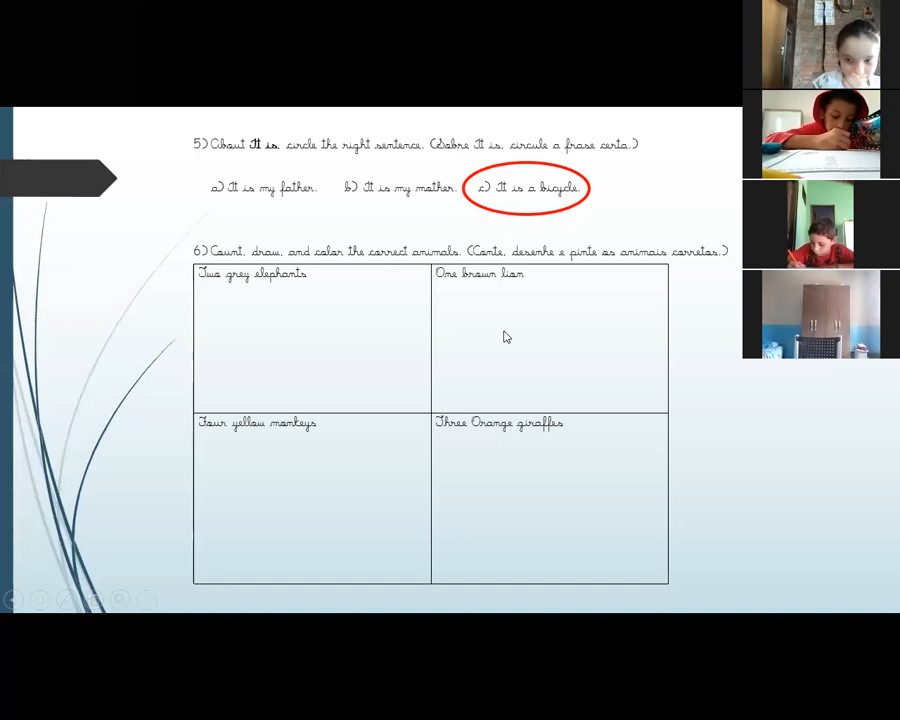 5) About It is, circle the right sentence. (Sobre It is, circule a frase certa.)
a) It is my father. b) It is my mother. c) It is a bicycle.
6) Count, draw, and color the correct animals. (Conte, desenhe e pinte os animais corretos.)
Two grey elephants
One brown lion
Four yellow monkeys
Three Orange giraffes